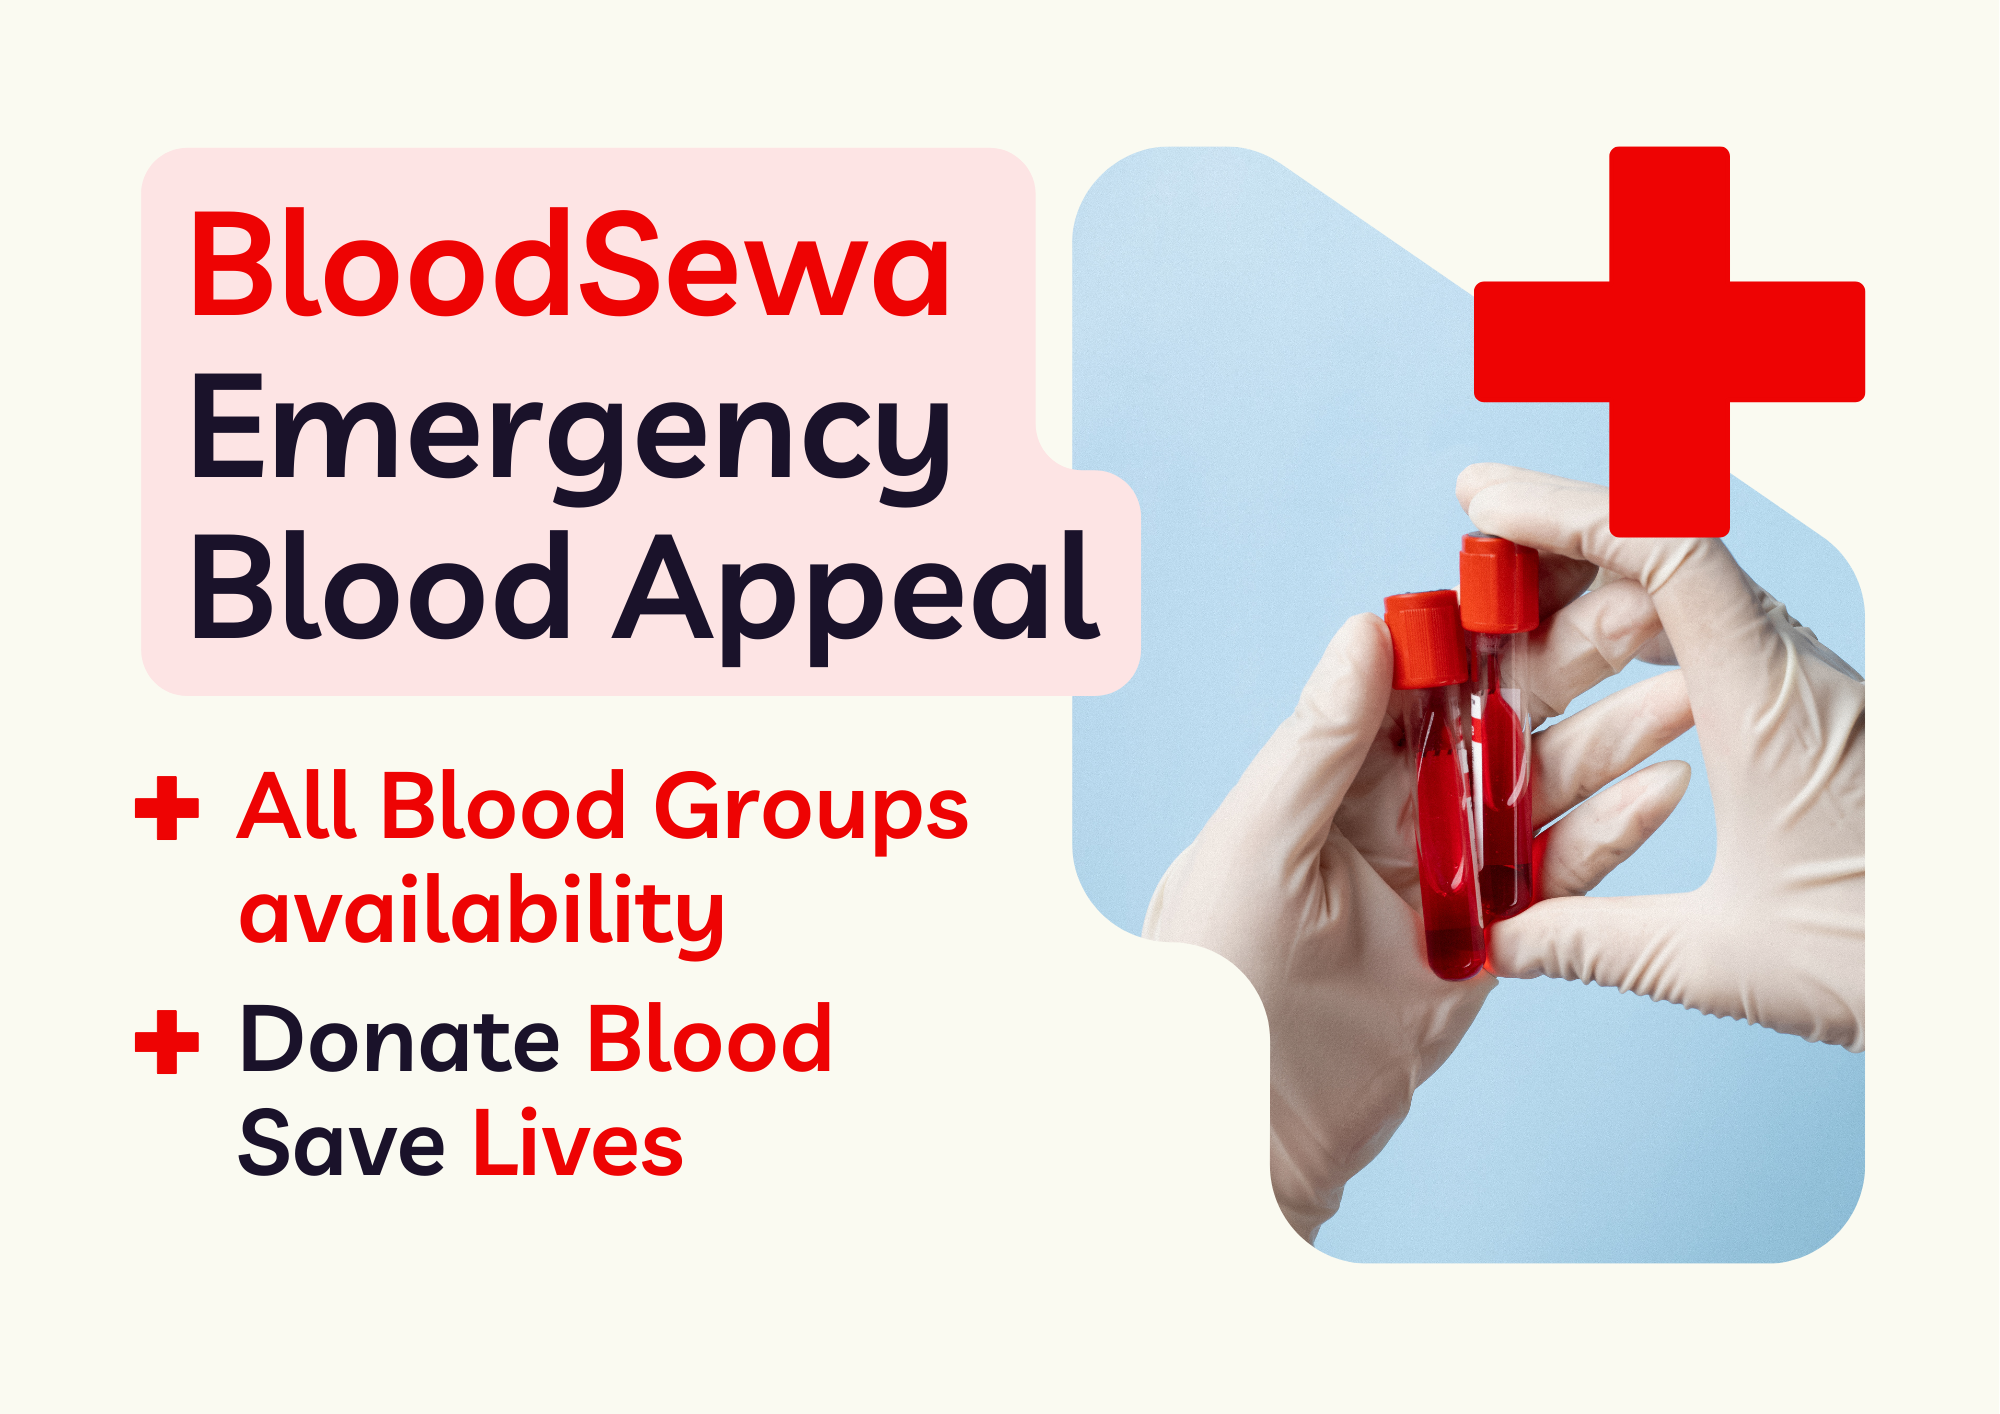 BloodSewa
Emergency
Blood Appeal
All Blood Groups
availability
Donate Blood
Save Lives